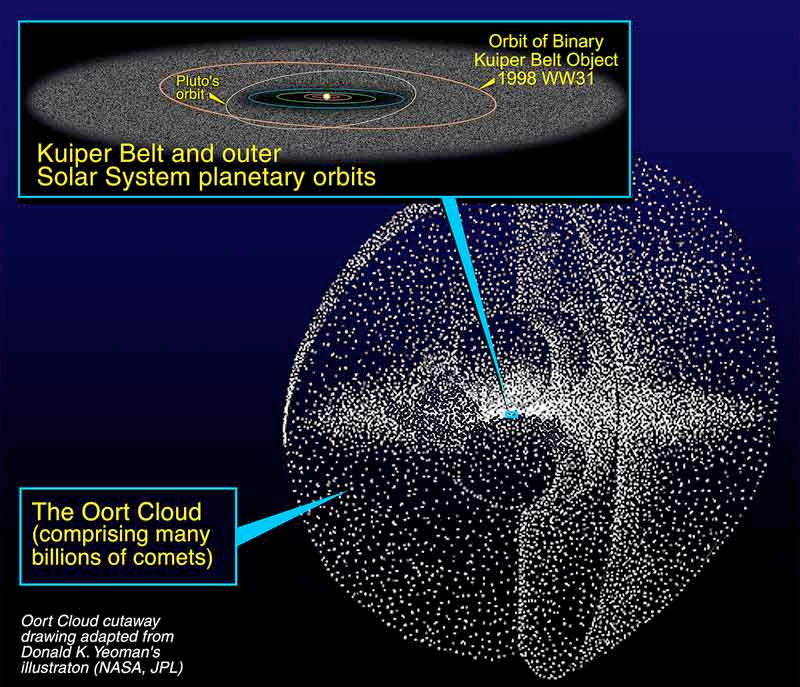 Orbit of Binary
Kuiper Belt Object
1998 WW31
Pluto's
orbit
Kuiper Belt and outer
Solar System planetary orbits
The Oort Cloud
(comprising many
billions of comets)
Oort Cloud cutaway
drawing adapted from
Donald K. Yeoman's
illustraton (NASA, JPL)